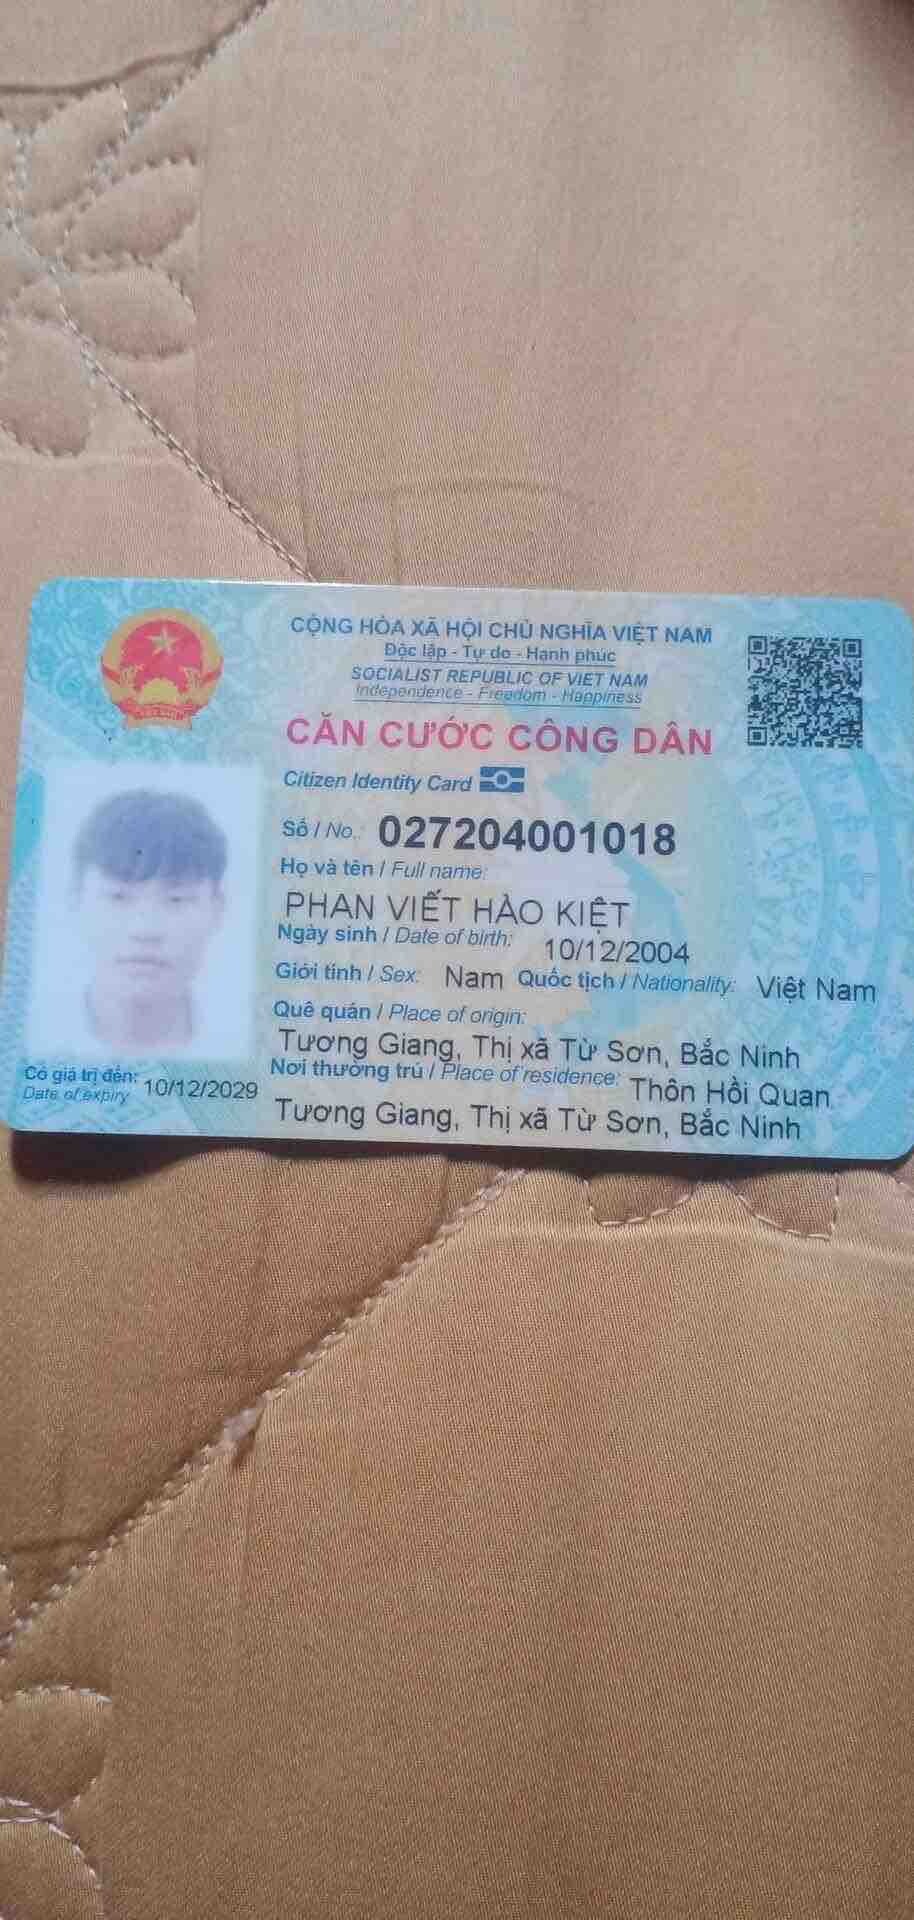 CỘNG HÒA XÃ HỘI CHỦ NGHĨA VIỆT NAM
Độc lập - Tự do - Hạnh phúc
SOCIALIST REPUBLIC OF VIET NAM
Independence - Freedom - Happiness
CĂN CƯỚC CÔNG DÂN
Citizen Identity Card
Số / No.: 027204001018
Họ và tên / Full name:
PHAN VIẾT HÀO KIỆT
Ngày sinh / Date of birth: 10/12/2004
Giới tính / Sex: Nam Quốc tịch / Nationality: Việt Nam
Quê quán / Place of origin:
Tương Giang, Thị xã Từ Sơn, Bắc Ninh
Nơi thường trú / Place of residence: Thôn Hồi Quan
Tương Giang, Thị xã Từ Sơn, Bắc Ninh
Có giá trị đến: 10/12/2029
Date of expiry